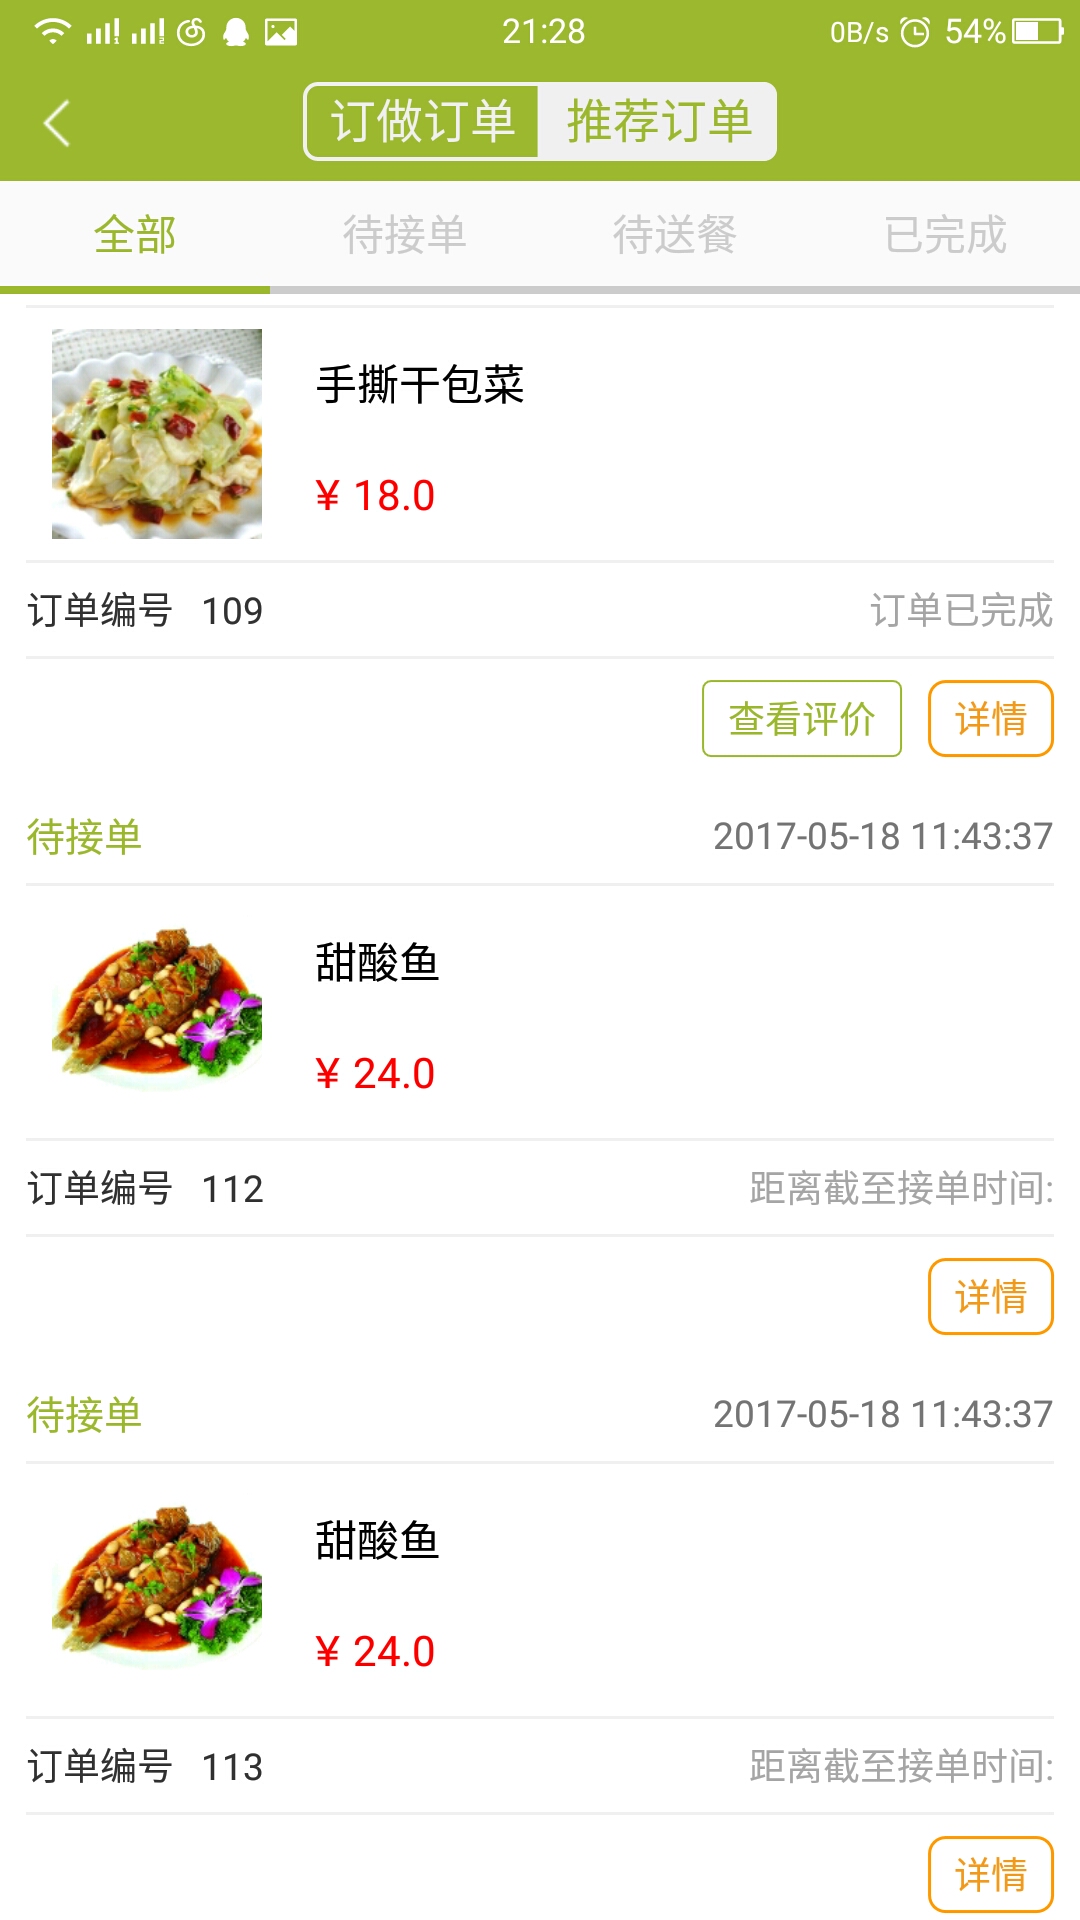 21:28 0B/s 54%
订做订单 推荐订单
全部 待接单 待送餐 已完成
手撕干包菜
¥ 18.0
订单编号 109 订单已完成
查看评价 详情
待接单 2017-05-18 11:43:37
甜酸鱼
¥ 24.0
订单编号 112 距离截至接单时间:
详情
待接单 2017-05-18 11:43:37
甜酸鱼
¥ 24.0
订单编号 113 距离截至接单时间:
详情